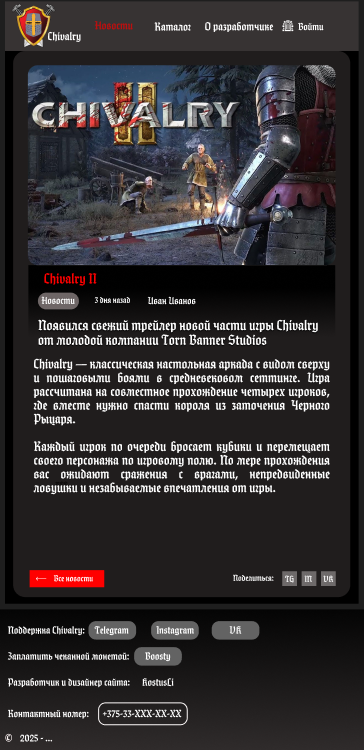 Chivalry
Новости
Каталог
О разработчике
Войти
CHIVALRY
II
Chivalry II
Новости
3 дня назад
Иван Иванов
Появился свежий трейлер новой части игры Chivalry
от молодой компании Torn Banner Studios
Chivalry — классическая настольная аркада с видом сверху
и пошаговыми боями в средневековом сеттинге. Игра
рассчитана на совместное прохождение четырех игроков,
где вместе нужно спасти короля из заточения Черного
Рыцаря.
Каждый игрок по очереди бросает кубики и перемещает
своего персонажа по игровому полю. По мере прохождения
вас ожидают сражения с врагами, непредвиденные
ловушки и незабываемые впечатления от игры.
← Все новости
Поделиться:
TG
IN
VK
Поддержка Chivalry:
Telegram
Instagram
VK
Заплатить чеканной монетой:
Boosty
Разработчик и дизайнер сайта:
KostusLi
Контактный номер:
+375-33-XXX-XX-XX
© 2025 - ...